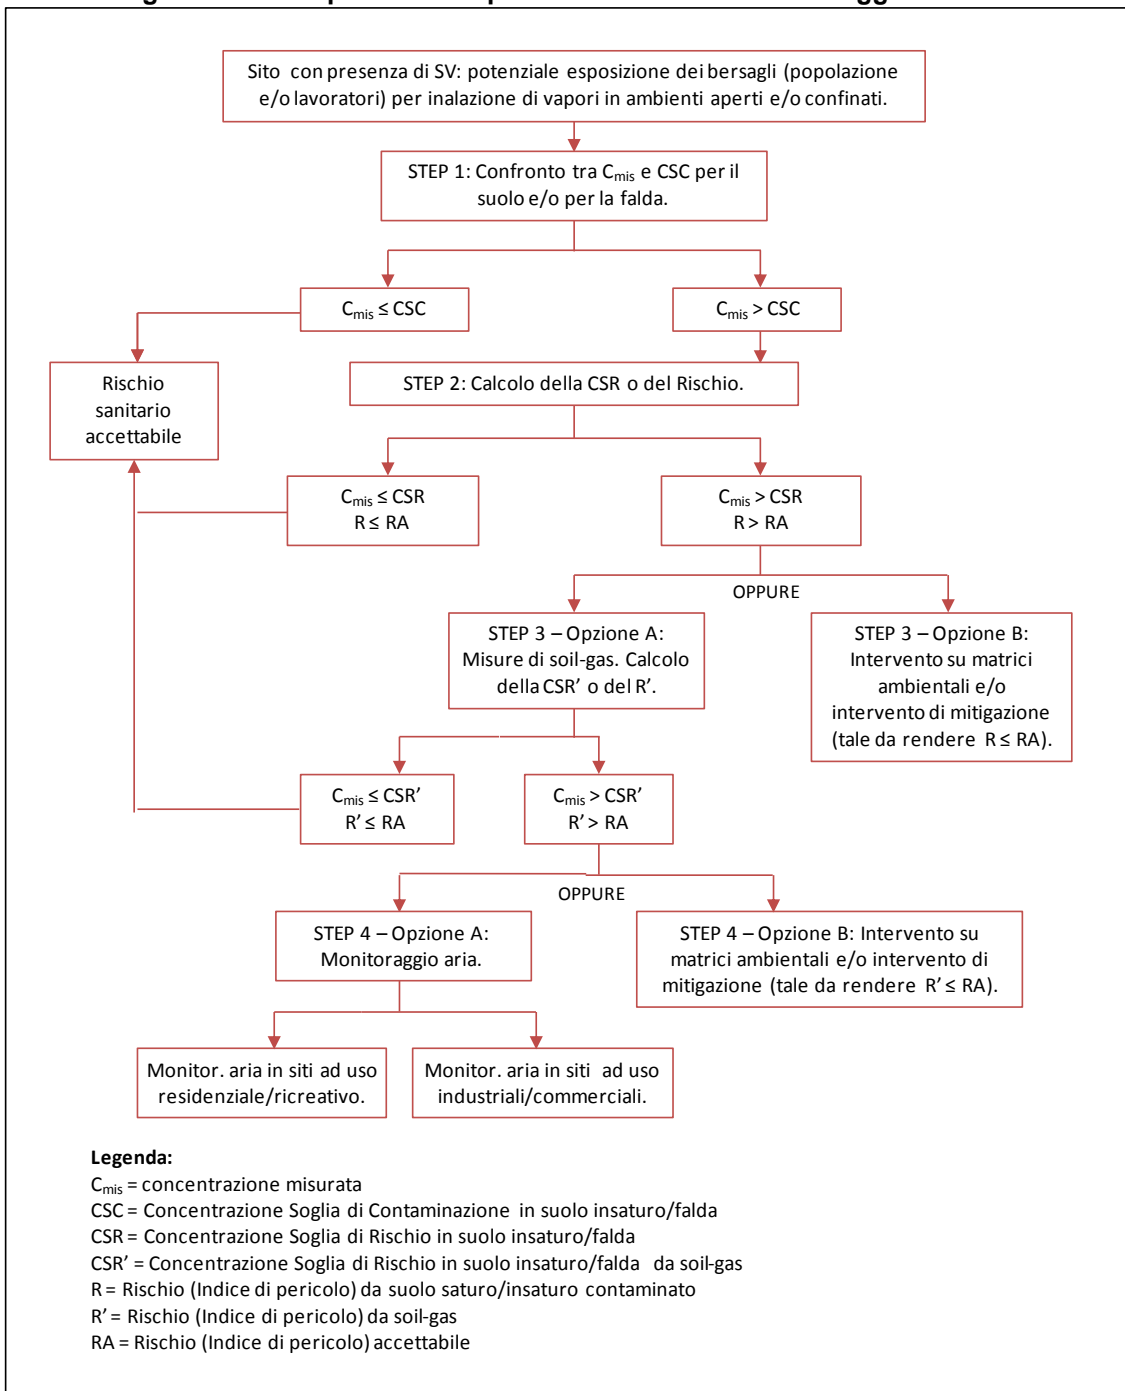 Sito con presenza di SV: potenziale esposizione dei bersagli (popolazione
e/o lavoratori) per inalazione di vapori in ambienti aperti e/o confinati.
STEP 1: Confronto tra Cmis e CSC per il
suolo e/o per la falda.
Cmis ≤ CSC
Cmis > CSC
Rischio
sanitario
accettabile
STEP 2: Calcolo della CSR o del Rischio.
Cmis ≤ CSR
R ≤ RA
Cmis > CSR
R > RA
OPPURE
STEP 3 – Opzione A:
Misure di soil-gas. Calcolo
della CSR’ o del R’.
STEP 3 – Opzione B:
Intervento su matrici
ambientali e/o
intervento di mitigazione
(tale da rendere R ≤ RA).
Cmis ≤ CSR’
R’ ≤ RA
Cmis > CSR’
R’ > RA
OPPURE
STEP 4 – Opzione A:
Monitoraggio aria.
STEP 4 – Opzione B: Intervento su
matrici ambientali e/o intervento di
mitigazione (tale da rendere R’ ≤ RA).
Monitor. aria in siti ad uso
residenziale/ricreativo.
Monitor. aria in siti ad uso
industriali/commerciali.
Legenda:
Cmis = concentrazione misurata
CSC = Concentrazione Soglia di Contaminazione in suolo insaturo/falda
CSR = Concentrazione Soglia di Rischio in suolo insaturo/falda
CSR’ = Concentrazione Soglia di Rischio in suolo insaturo/falda da soil-gas
R = Rischio (Indice di pericolo) da suolo saturo/insaturo contaminato
R’ = Rischio (Indice di pericolo) da soil-gas
RA = Rischio (Indice di pericolo) accettabile